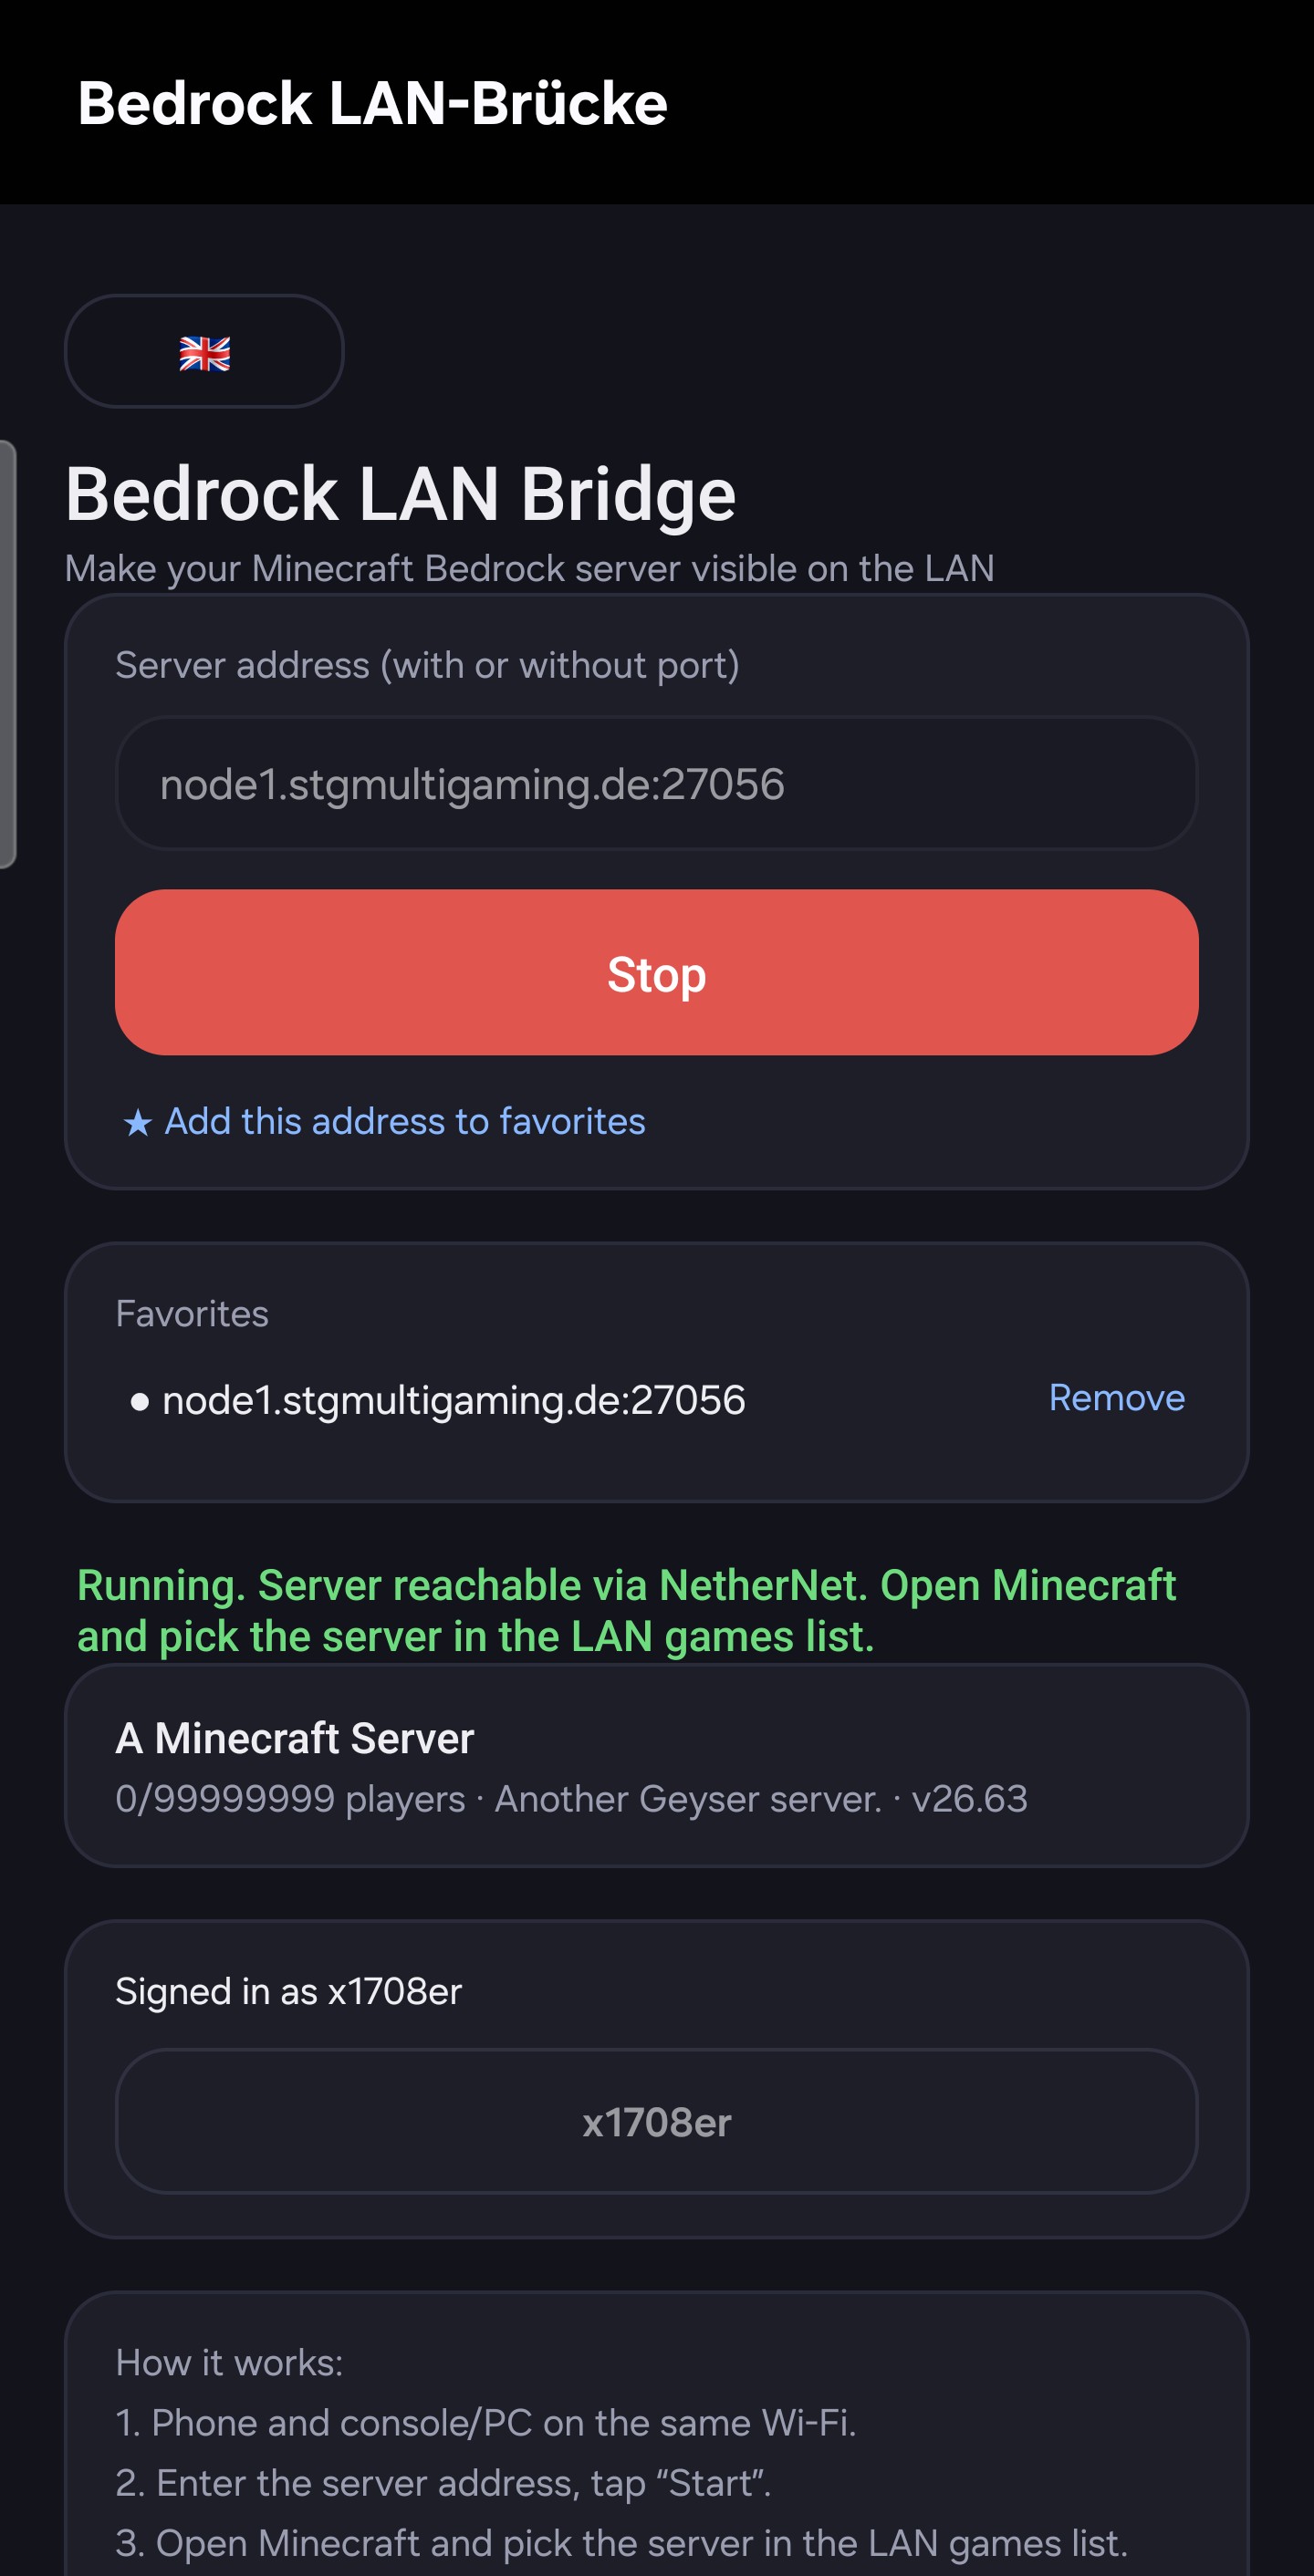 Bedrock LAN-Brücke
🇬🇧
Bedrock LAN Bridge
Make your Minecraft Bedrock server visible on the LAN
Server address (with or without port)
node1.stgmultigaming.de:27056
Stop
★ Add this address to favorites
Favorites
● node1.stgmultigaming.de:27056 Remove
Running. Server reachable via NetherNet. Open Minecraft
and pick the server in the LAN games list.
A Minecraft Server
0/99999999 players · Another Geyser server. · v26.63
Signed in as x1708er
x1708er
How it works:
1. Phone and console/PC on the same Wi-Fi.
2. Enter the server address, tap “Start”.
3. Open Minecraft and pick the server in the LAN games list.